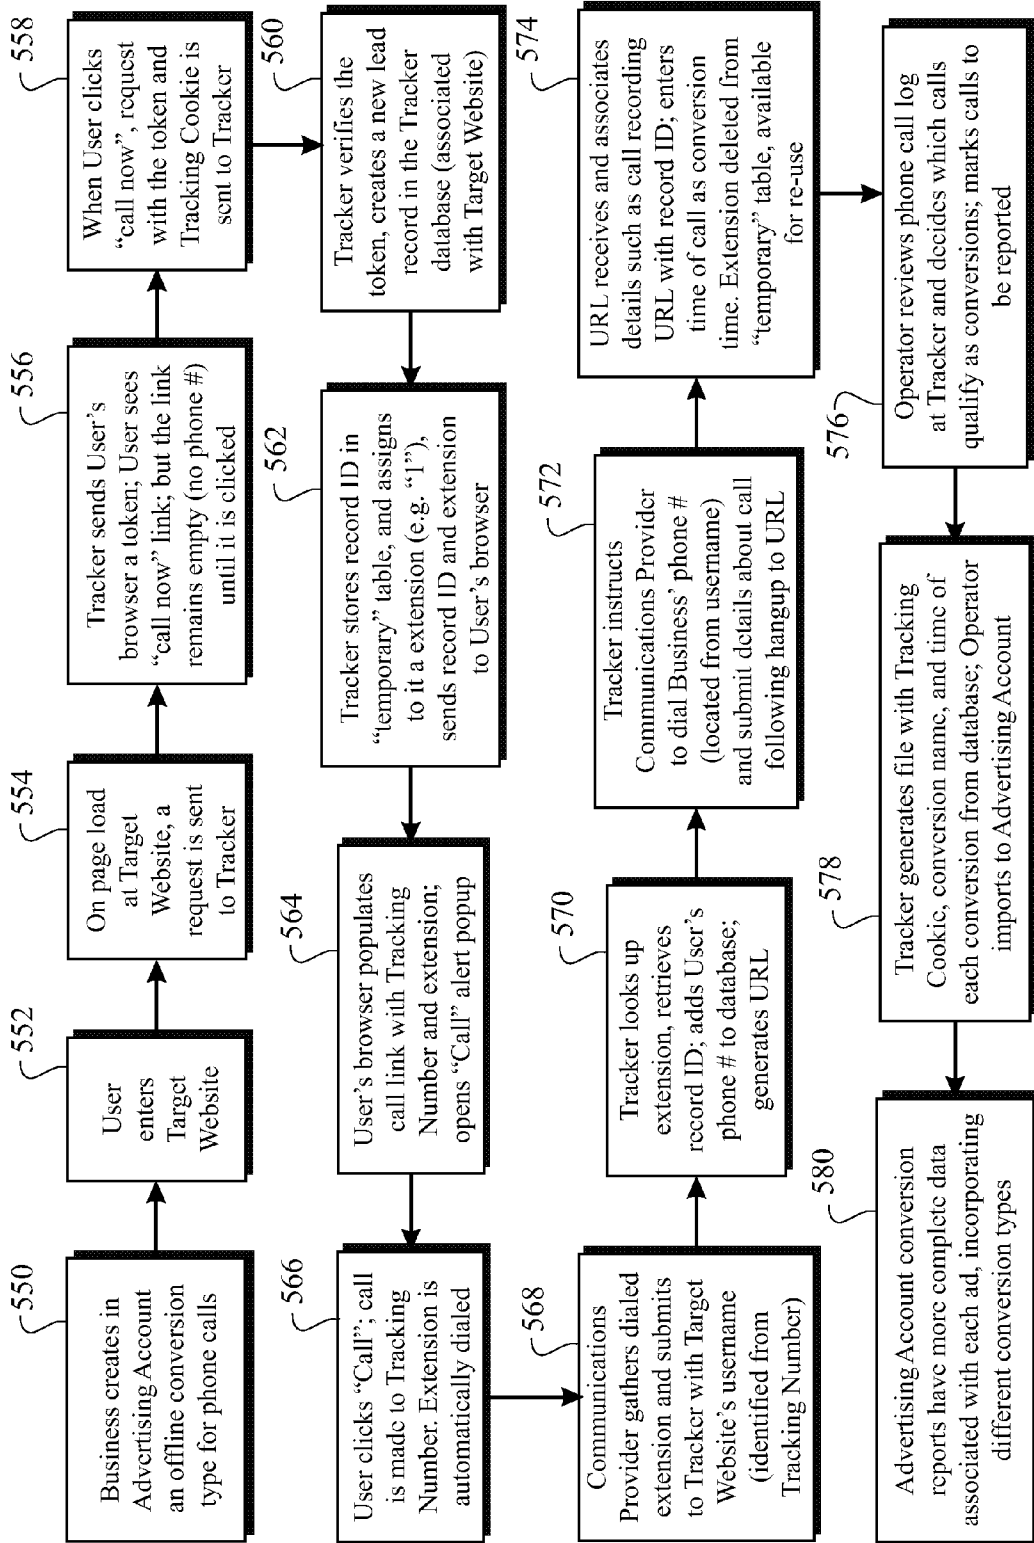 550
Business creates in
Advertising Account
an offline conversion
type for phone calls
552
User
enters
Target
Website
554
On page load
at Target
Website, a
request is sent
to Tracker
556
Tracker sends User's
browser a token; User sees
“call now” link; but the link
remains empty (no phone #)
until it is clicked
558
When User clicks
“call now”, request
with the token and
Tracking Cookie is
sent to Tracker
560
Tracker verifies the
token, creates a new lead
record in the Tracker
database (associated
with Target Website)
562
Tracker stores record ID in
“temporary” table, and assigns
to it a extension (e.g. “1”),
sends record ID and extension
to User's browser
564
User's browser populates
call link with Tracking
Number and extension;
opens “Call” alert popup
566
User clicks “Call”; call
is made to Tracking
Number. Extension is
automatically dialed
568
Communications
Provider gathers dialed
extension and submits
to Tracker with Target
Website's username
(identified from
Tracking Number)
570
Tracker looks up
extension, retrieves
record ID; adds User's
phone # to database;
generates URL
572
Tracker instructs
Communications Provider
to dial Business' phone #
(located from username)
and submit details about call
following hangup to URL
574
URL receives and associates
details such as call recording
URL with record ID; enters
time of call as conversion
time. Extension deleted from
“temporary” table, available
for re-use
576
Operator reviews phone call log
at Tracker and decides which calls
qualify as conversions; marks calls to
be reported
578
Tracker generates file with Tracking
Cookie, conversion name, and time of
each conversion from database; Operator
imports to Advertising Account
580
Advertising Account conversion
reports have more complete data
associated with each ad, incorporating
different conversion types